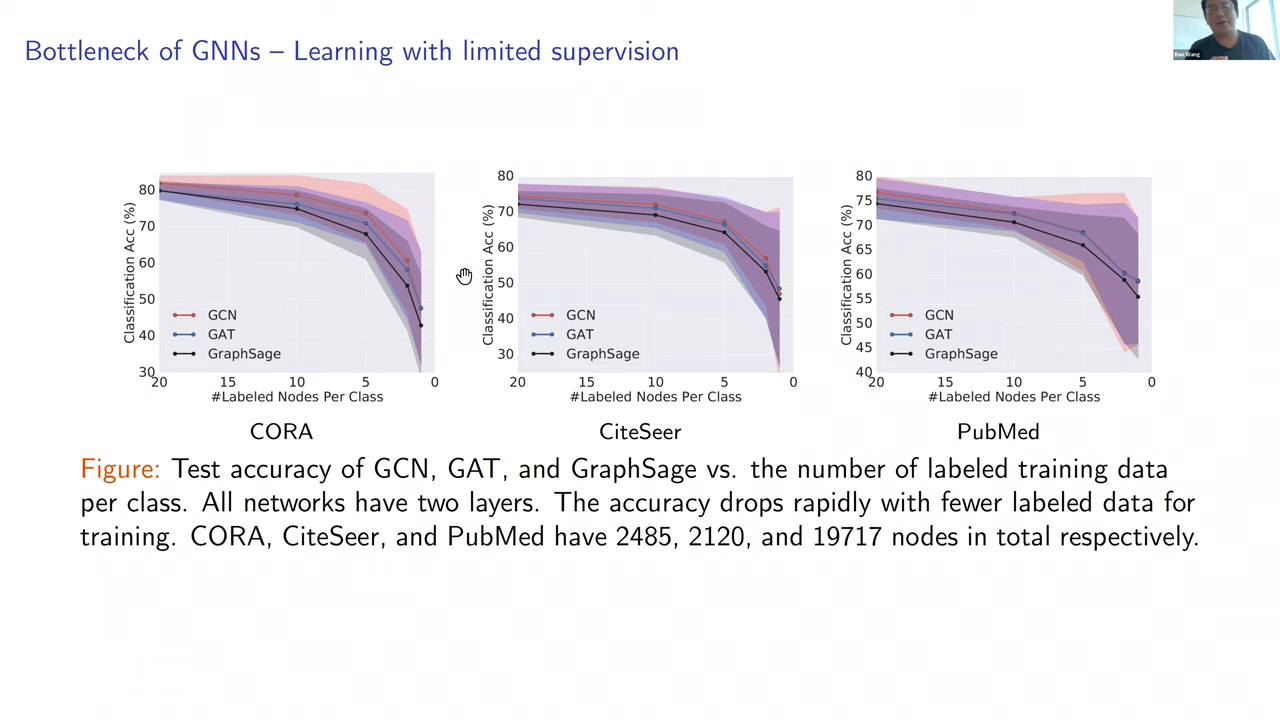 Bottleneck of GNNs – Learning with limited supervision
Bao Wang
80
70
60
50
40
30
Classification Acc (%)
GCN
GAT
GraphSage
20 15 10 5 0
#Labeled Nodes Per Class
CORA
80
70
60
50
40
30
Classification Acc (%)
GCN
GAT
GraphSage
20 15 10 5 0
#Labeled Nodes Per Class
CiteSeer
80
75
70
65
60
55
50
45
40
Classification Acc (%)
GCN
GAT
GraphSage
20 15 10 5 0
#Labeled Nodes Per Class
PubMed
Figure: Test accuracy of GCN, GAT, and GraphSage vs. the number of labeled training data
per class. All networks have two layers. The accuracy drops rapidly with fewer labeled data for
training. CORA, CiteSeer, and PubMed have 2485, 2120, and 19717 nodes in total respectively.